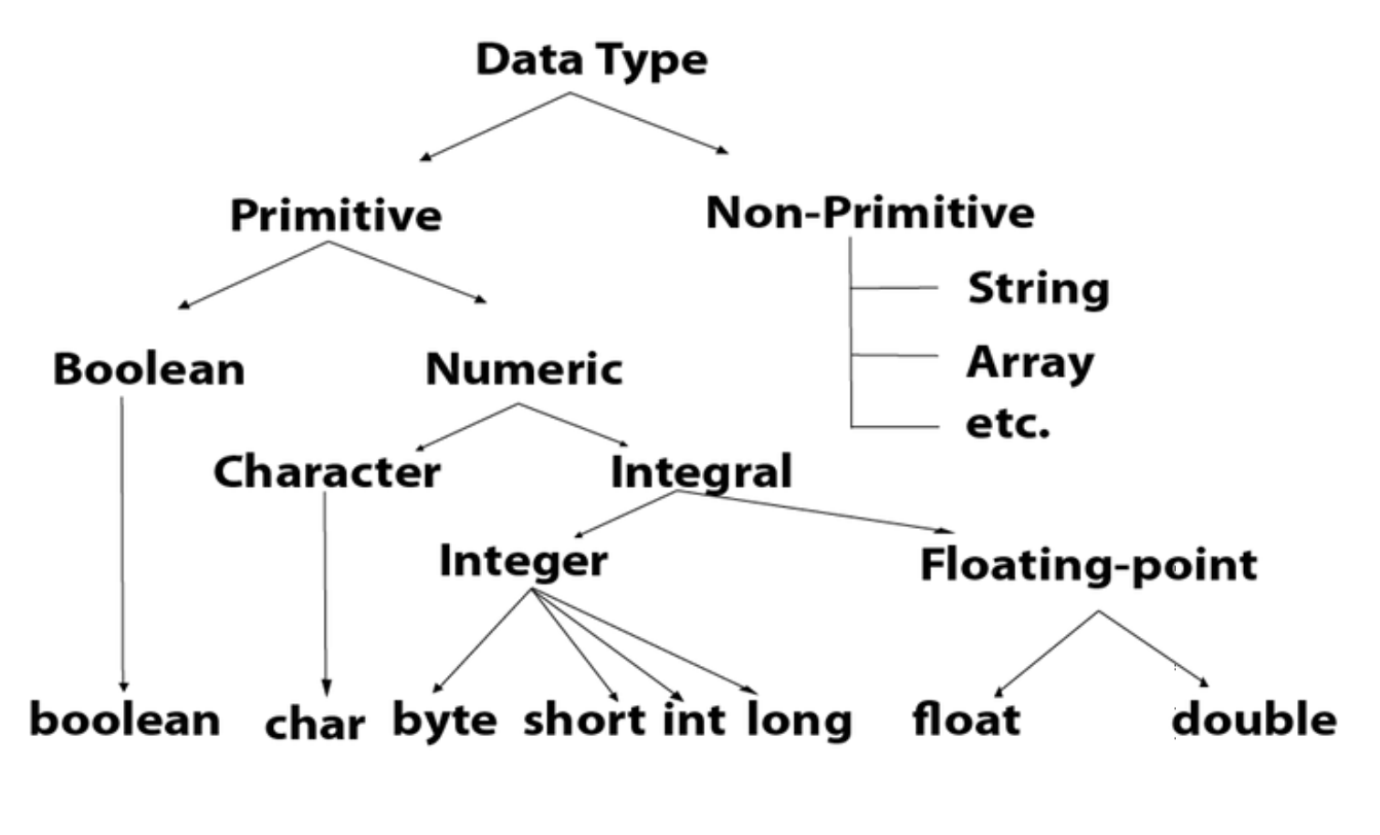 Data Type
Primitive
Non-Primitive
String
Array
etc.
Boolean
Numeric
Character
Integral
Integer
Floating-point
boolean
char
byte
short
int
long
float
double